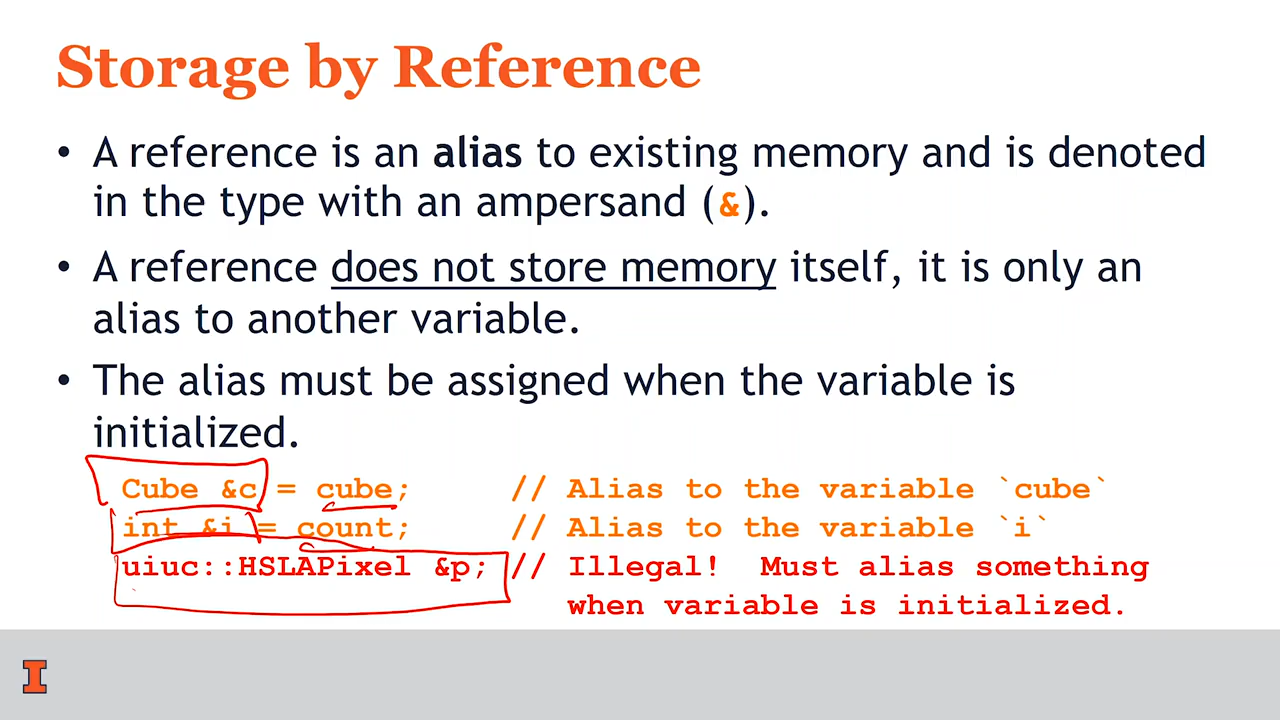 Storage by Reference
• A reference is an alias to existing memory and is denoted
in the type with an ampersand (&).
• A reference does not store memory itself, it is only an
alias to another variable.
• The alias must be assigned when the variable is
initialized.
Cube &c = cube; // Alias to the variable `cube`
int &i = count; // Alias to the variable `i`
uiuc::HSLAPixel &p; // Illegal! Must alias something
when variable is initialized.
I